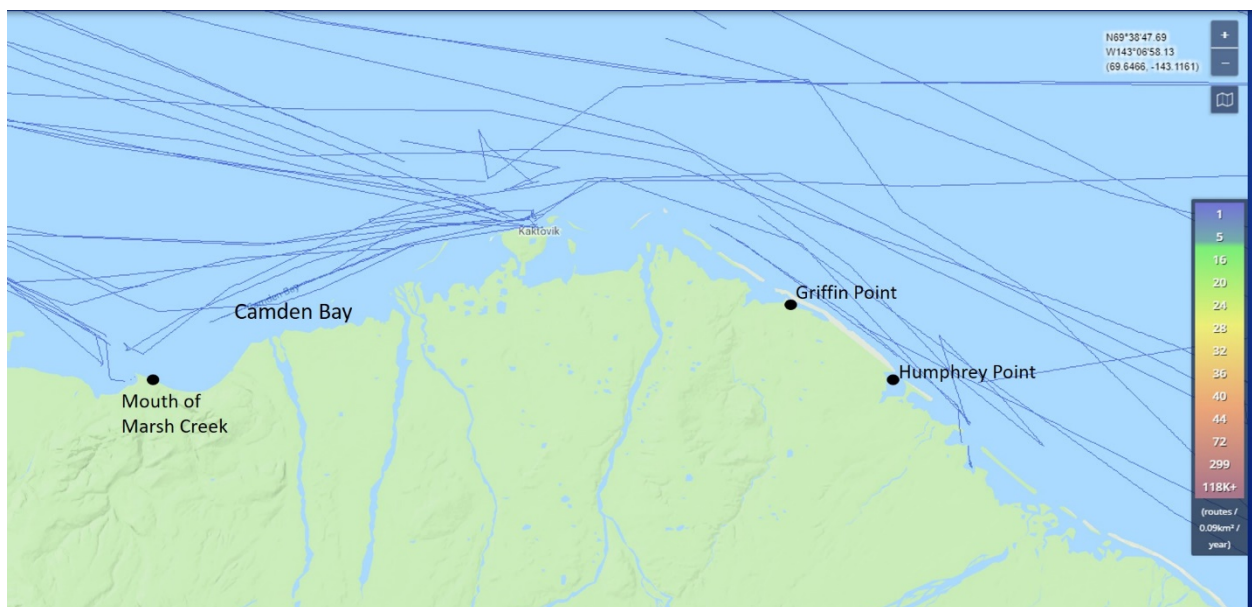 N69°38'47.69
W143°06'58.13
(69.6466, -143.1161)
+
−
1
5
16
20
24
28
32
36
40
44
72
299
118K+
(routes /
0.09km² /
year)
Kaktovik
Camden Bay
Camden Bay
Griffin Point
Humphrey Point
Mouth of
Marsh Creek